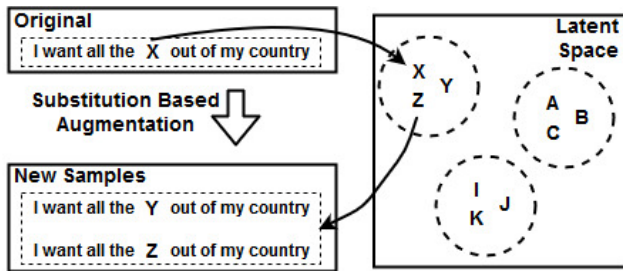 Original
I want all the X out of my country
Substitution Based
Augmentation
New Samples
I want all the Y out of my country
I want all the Z out of my country
Latent
Space
X
Y
Z
A
B
C
I
J
K